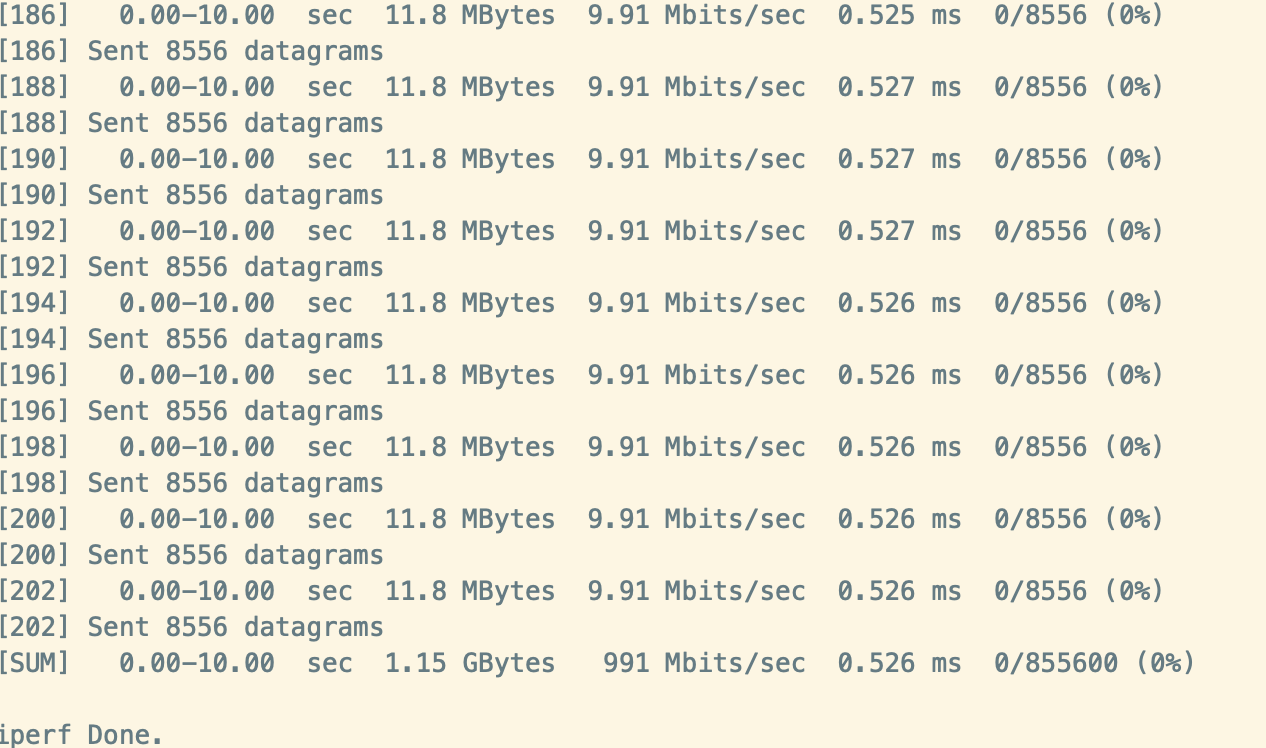 [186]   0.00-10.00  sec  11.8 MBytes  9.91 Mbits/sec  0.525 ms  0/8556 (0%)
[186] Sent 8556 datagrams
[188]   0.00-10.00  sec  11.8 MBytes  9.91 Mbits/sec  0.527 ms  0/8556 (0%)
[188] Sent 8556 datagrams
[190]   0.00-10.00  sec  11.8 MBytes  9.91 Mbits/sec  0.527 ms  0/8556 (0%)
[190] Sent 8556 datagrams
[192]   0.00-10.00  sec  11.8 MBytes  9.91 Mbits/sec  0.527 ms  0/8556 (0%)
[192] Sent 8556 datagrams
[194]   0.00-10.00  sec  11.8 MBytes  9.91 Mbits/sec  0.526 ms  0/8556 (0%)
[194] Sent 8556 datagrams
[196]   0.00-10.00  sec  11.8 MBytes  9.91 Mbits/sec  0.526 ms  0/8556 (0%)
[196] Sent 8556 datagrams
[198]   0.00-10.00  sec  11.8 MBytes  9.91 Mbits/sec  0.526 ms  0/8556 (0%)
[198] Sent 8556 datagrams
[200]   0.00-10.00  sec  11.8 MBytes  9.91 Mbits/sec  0.526 ms  0/8556 (0%)
[200] Sent 8556 datagrams
[202]   0.00-10.00  sec  11.8 MBytes  9.91 Mbits/sec  0.526 ms  0/8556 (0%)
[202] Sent 8556 datagrams
[SUM]   0.00-10.00  sec  1.15 GBytes   991 Mbits/sec  0.526 ms  0/855600 (0%)
iperf Done.